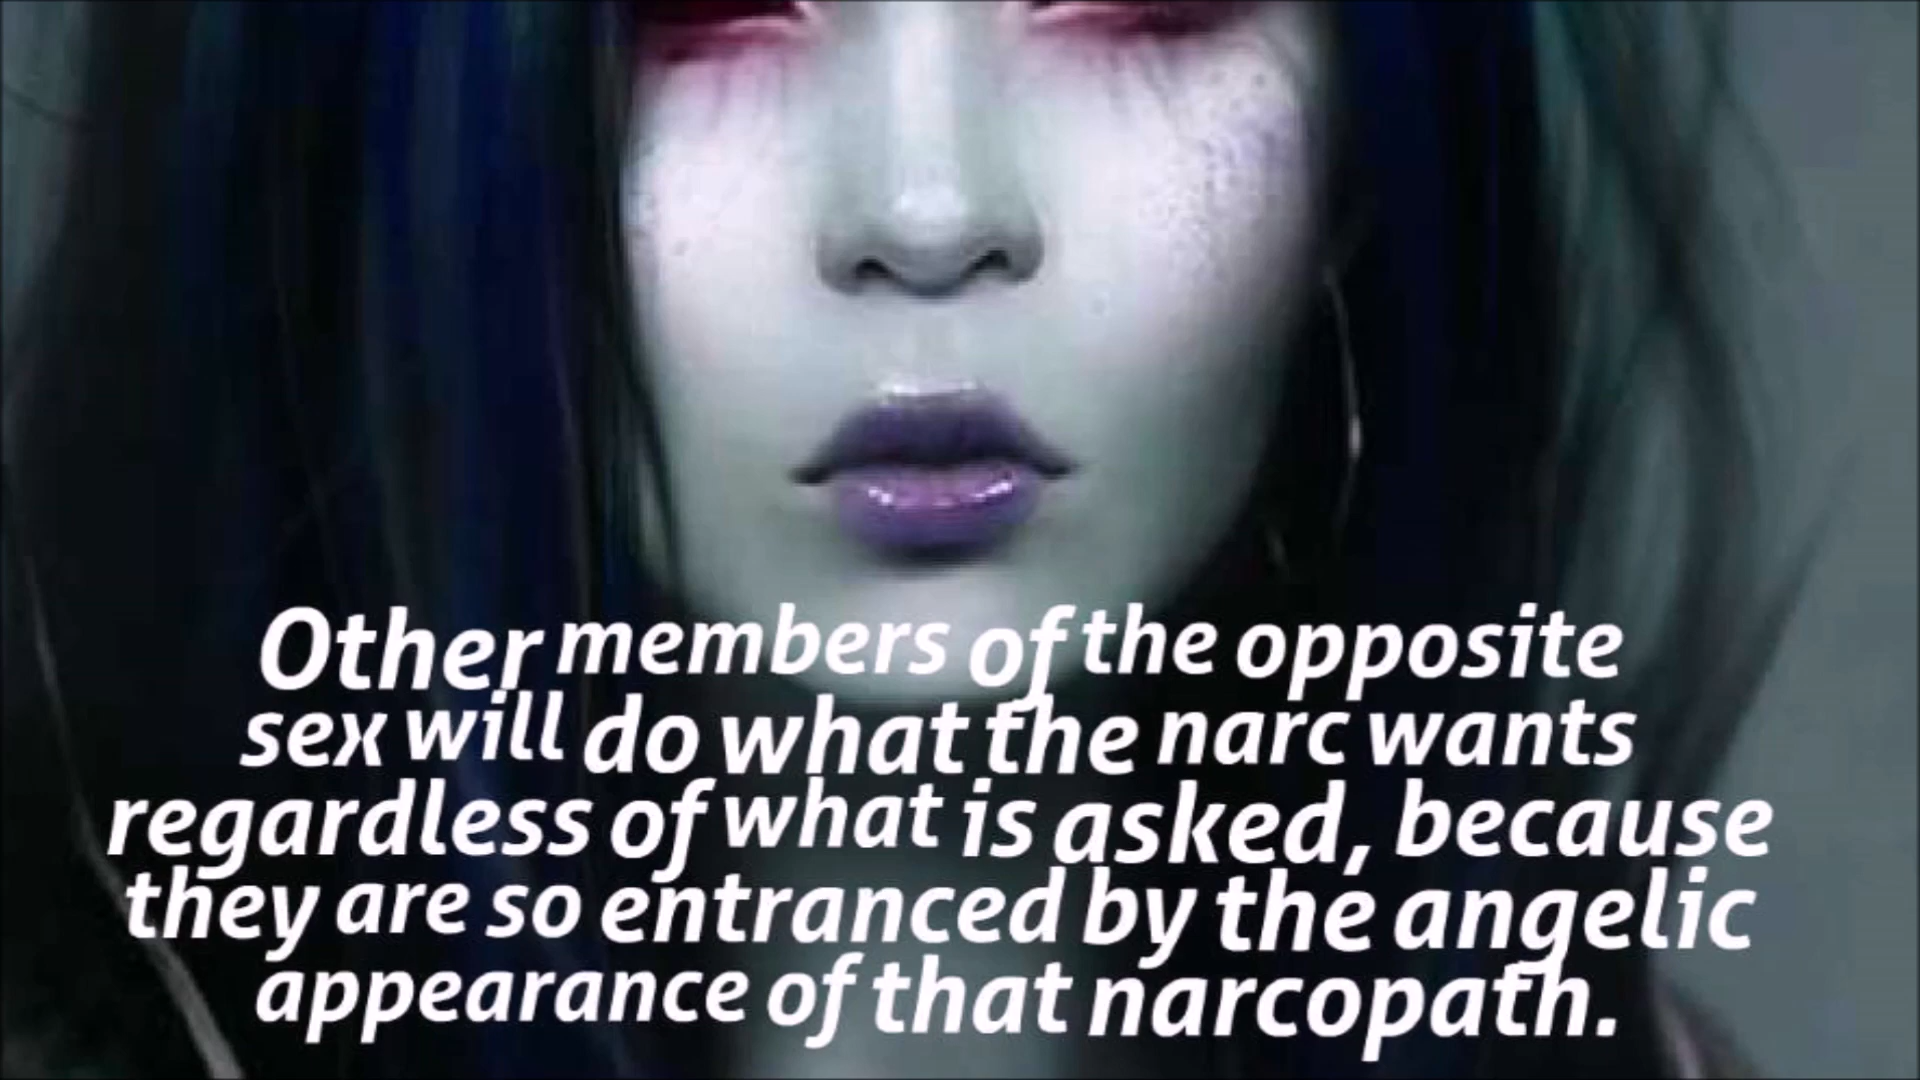 Other members of the opposite
sex will do what the narc wants
regardless of what is asked, because
they are so entranced by the angelic
appearance of that narcopath.